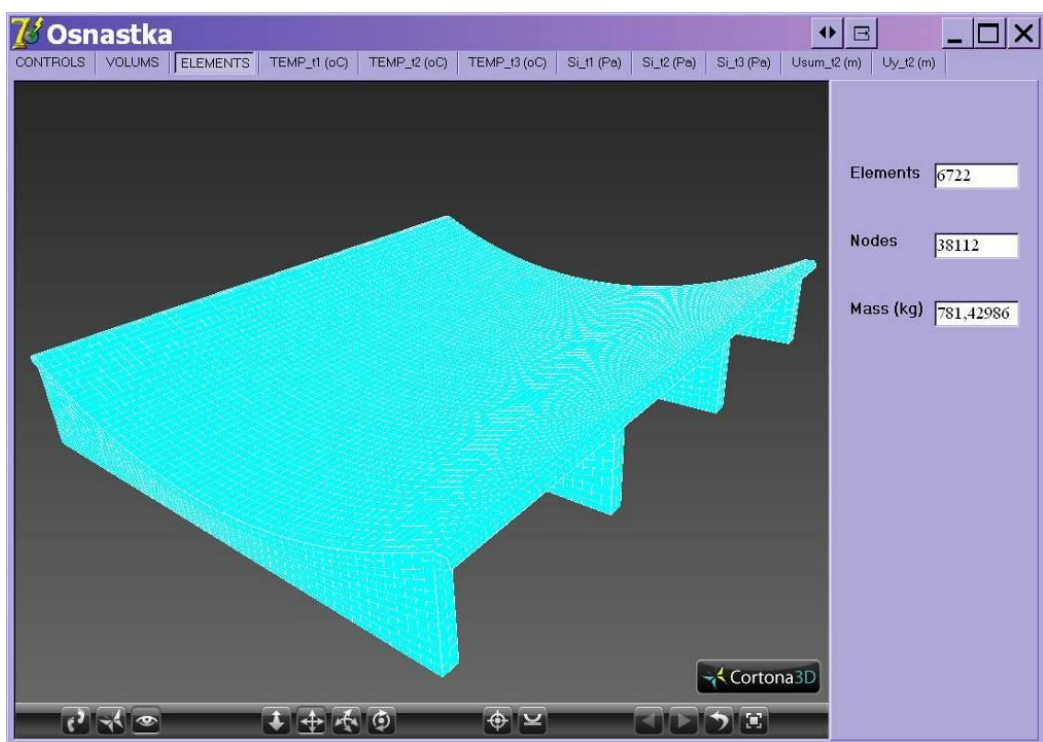 Osnastka
CONTROLS VOLUMS ELEMENTS TEMP_t1 (oC) TEMP_t2 (oC) TEMP_t3 (oC) Si_t1 (Pa) Si_t2 (Pa) Si_t3 (Pa) Usum_t2 (m) Uy_t2 (m)
Elements 6722
Nodes 38112
Mass (kg) 781,42986
Cortona3D